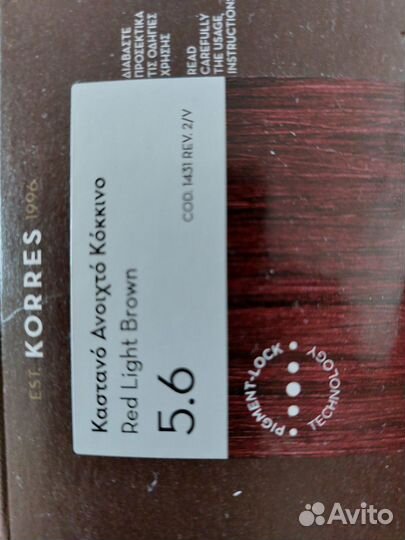 EST. KORRES 1996
Καστανό Ανοιχτό Κόκκινο
Red Light Brown
5.6
COD. 1431 REV. 2/V
ΔΙΑΒΑΣΤΕ
ΠΡΟΣΕΚΤΙΚΑ
ΤΙΣ ΟΔΗΓΙΕΣ
ΧΡΗΣΗΣ
READ
CAREFULLY
THE USAGE
INSTRUCTIONS
PIGMENT-LOCK
TECHNOLOGY
Avito